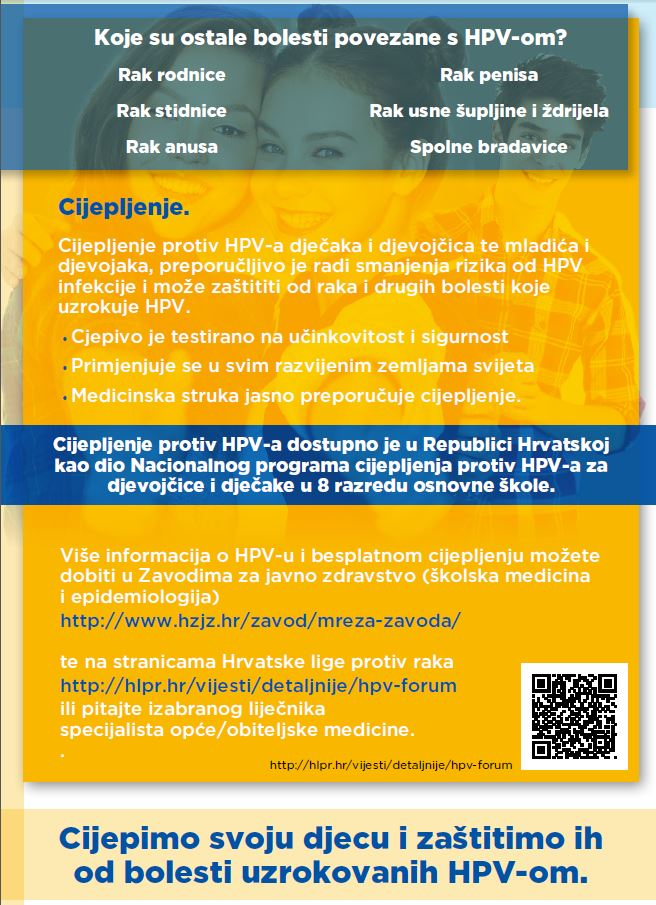 Koje su ostale bolesti povezane s HPV-om?
Rak rodnice
Rak penisa
Rak stidnice
Rak usne šupljine i ždrijela
Rak anusa
Spolne bradavice
Cijepljenje.
Cijepljenje protiv HPV-a dječaka i djevojčica te mladića i
djevojaka, preporučljivo je radi smanjenja rizika od HPV
infekcije i može zaštititi od raka i drugih bolesti koje
uzrokuje HPV.
• Cjepivo je testirano na učinkovitost i sigurnost
• Primjenjuje se u svim razvijenim zemljama svijeta
• Medicinska struka jasno preporučuje cijepljenje.
Cijepljenje protiv HPV-a dostupno je u Republici Hrvatskoj
kao dio Nacionalnog programa cijepljenja protiv HPV-a za
djevojčice i dječake u 8 razredu osnovne škole.
Više informacija o HPV-u i besplatnom cijepljenju možete
dobiti u Zavodima za javno zdravstvo (školska medicina
i epidemiologija)
http://www.hzjz.hr/zavod/mreza-zavoda/
te na stranicama Hrvatske lige protiv raka
http://hlpr.hr/vijesti/detaljnije/hpv-forum
ili pitajte izabranog liječnika
specijalista opće/obiteljske medicine.
.
http://hlpr.hr/vijesti/detaljnije/hpv-forum
Cijepimo svoju djecu i zaštitimo ih
od bolesti uzrokovanih HPV-om.